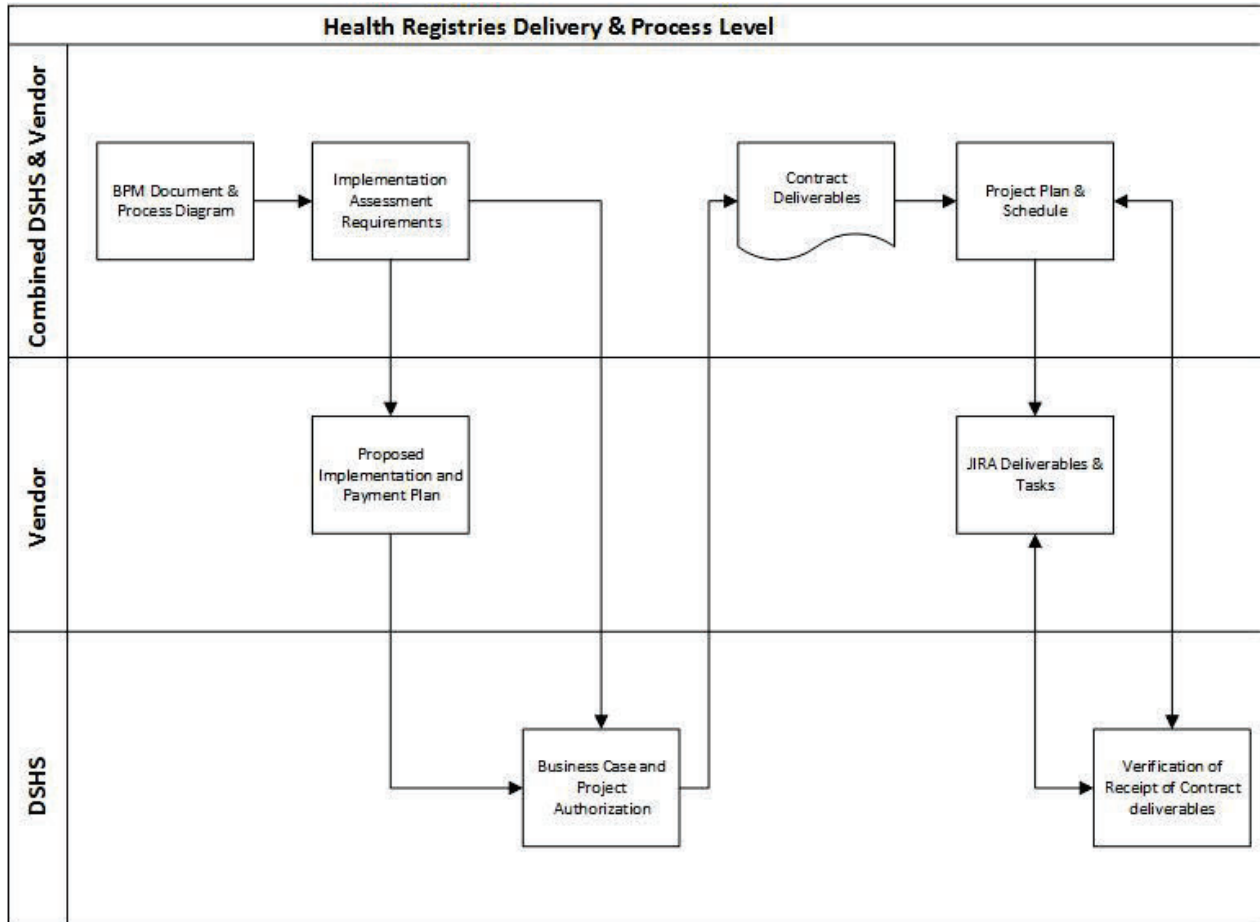 Health Registries Delivery & Process Level
Combined DSHS & Vendor
BPM Document &
Process Diagram
Implementation
Assessment
Requirements
Contract
Deliverables
Project Plan &
Schedule
Vendor
Proposed
Implementation and
Payment Plan
JIRA Deliverables &
Tasks
DSHS
Business Case and
Project
Authorization
Verification of
Receipt of Contract
deliverables